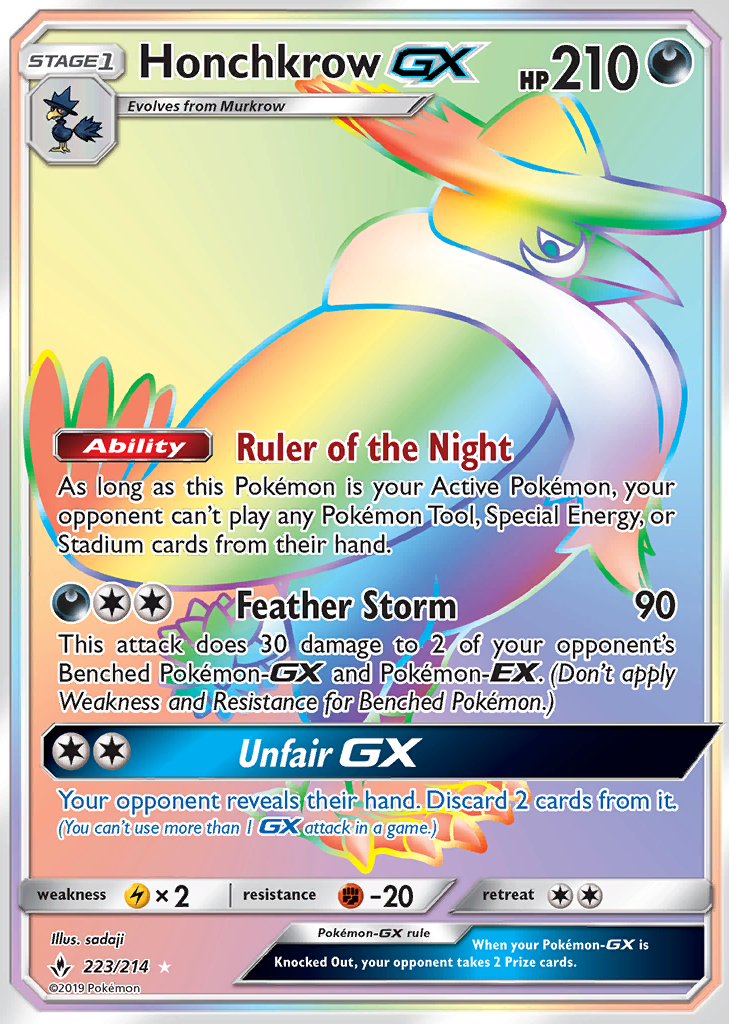 STAGE 1
Honchkrow GX
HP 210
Evolves from Murkrow
Ability Ruler of the Night
As long as this Pokémon is your Active Pokémon, your
opponent can't play any Pokémon Tool, Special Energy, or
Stadium cards from their hand.
Feather Storm 90
This attack does 30 damage to 2 of your opponent's
Benched Pokémon-GX and Pokémon-EX. (Don't apply
Weakness and Resistance for Benched Pokémon.)
Unfair GX
Your opponent reveals their hand. Discard 2 cards from it.
(You can't use more than 1 GX attack in a game.)
weakness × 2 resistance -20 retreat
Illus. sadaji
223/214
©2019 Pokémon
Pokémon-GX rule
When your Pokémon-GX is
Knocked Out, your opponent takes 2 Prize cards.